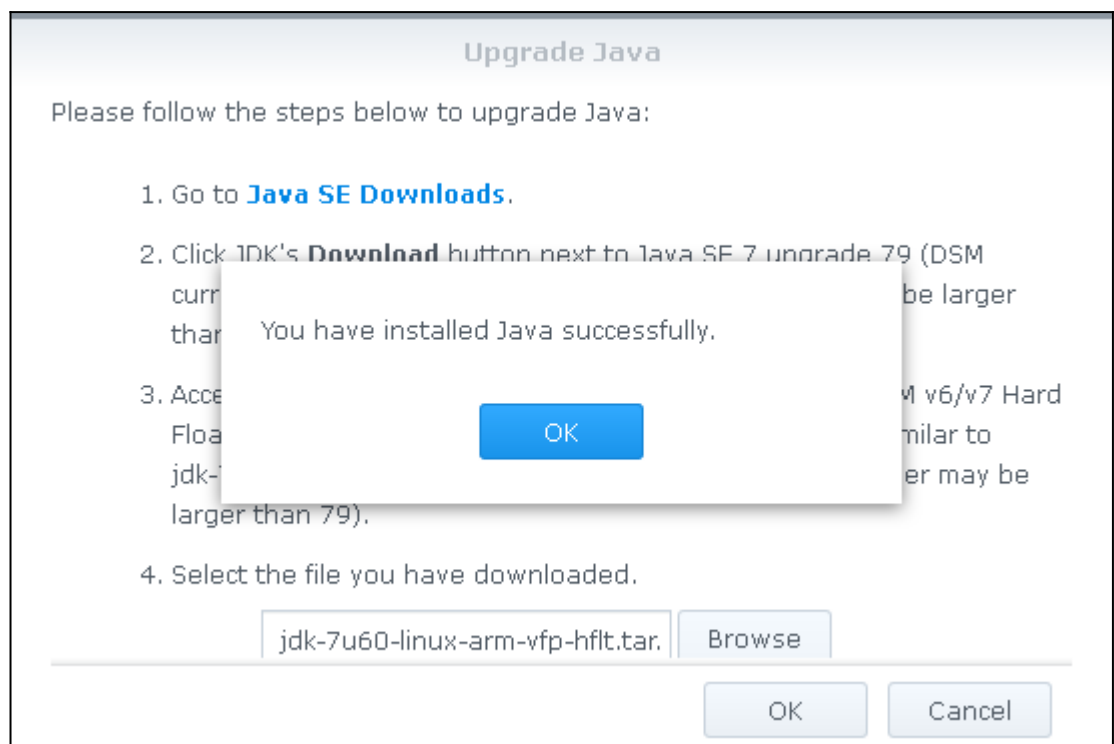 Upgrade Java
Please follow the steps below to upgrade Java:
1. Go to Java SE Downloads.
2. Click JDK's Download button next to Java SE 7 upgrade 79 (DSM
curr be larger
than
You have installed Java successfully.
3. Acce M v6/v7 Hard
Floa OK milar to
jdk- er may be
larger than 79).
4. Select the file you have downloaded.
jdk-7u60-linux-arm-vfp-hflt.tar. Browse
OK Cancel